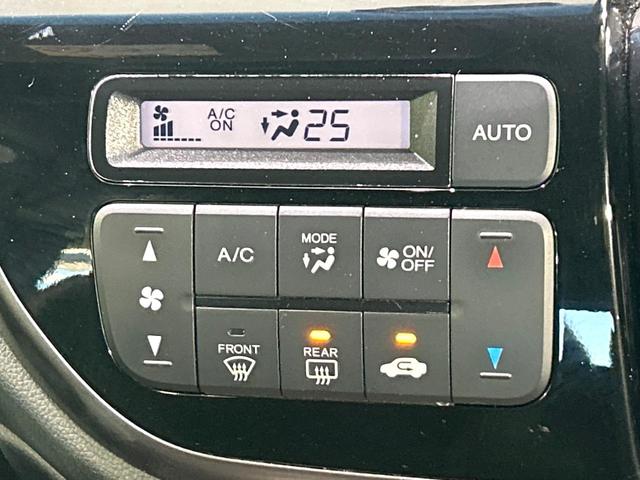 A/C
ON
25
AUTO
A/C
MODE
ON/
OFF
FRONT
REAR